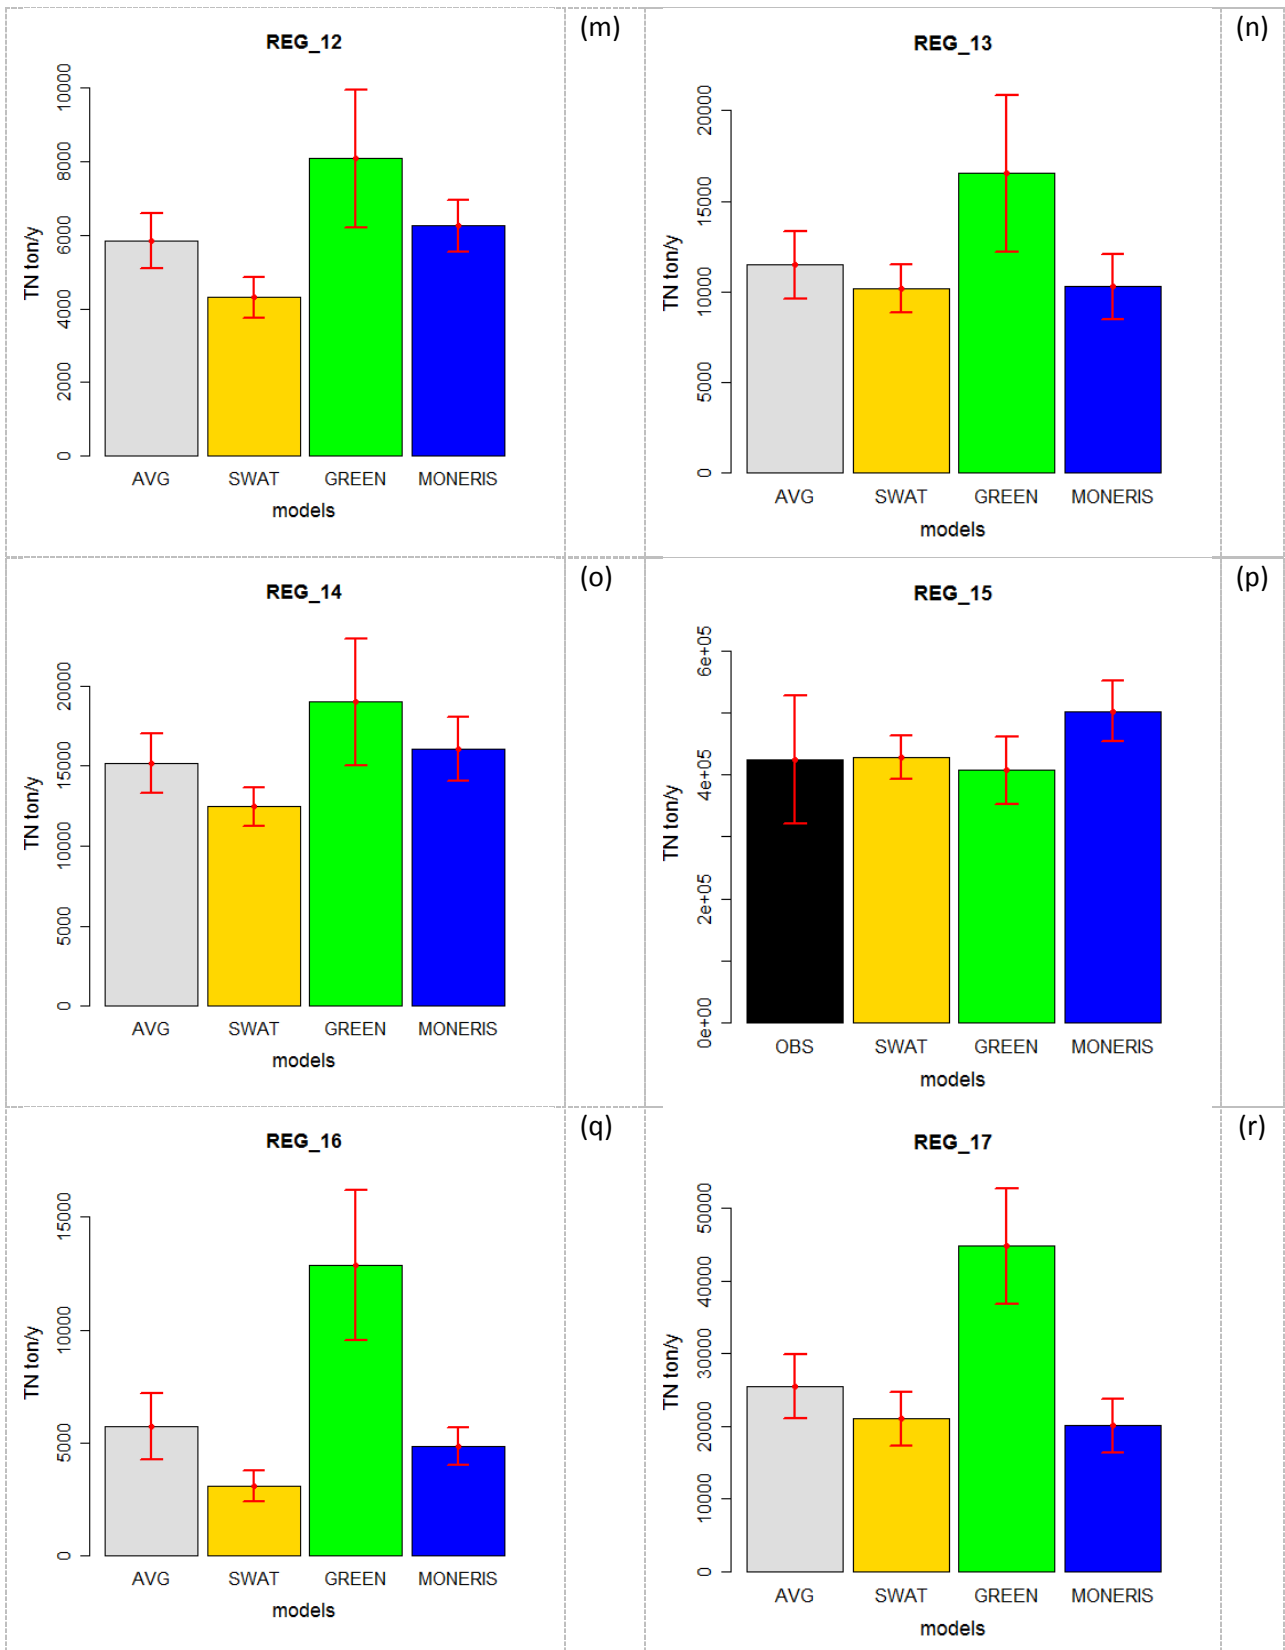 REG_12
(m)
TN ton/y
10000
8000
6000
4000
2000
0
AVG SWAT GREEN MONERIS
models
REG_13
(n)
TN ton/y
20000
15000
10000
5000
0
AVG SWAT GREEN MONERIS
models
REG_14
(o)
TN ton/y
20000
15000
10000
5000
0
AVG SWAT GREEN MONERIS
models
REG_15
(p)
TN ton/y
6e+05
4e+05
2e+05
0e+00
OBS SWAT GREEN MONERIS
models
REG_16
(q)
TN ton/y
15000
10000
5000
0
AVG SWAT GREEN MONERIS
models
REG_17
(r)
TN ton/y
50000
40000
30000
20000
10000
0
AVG SWAT GREEN MONERIS
models